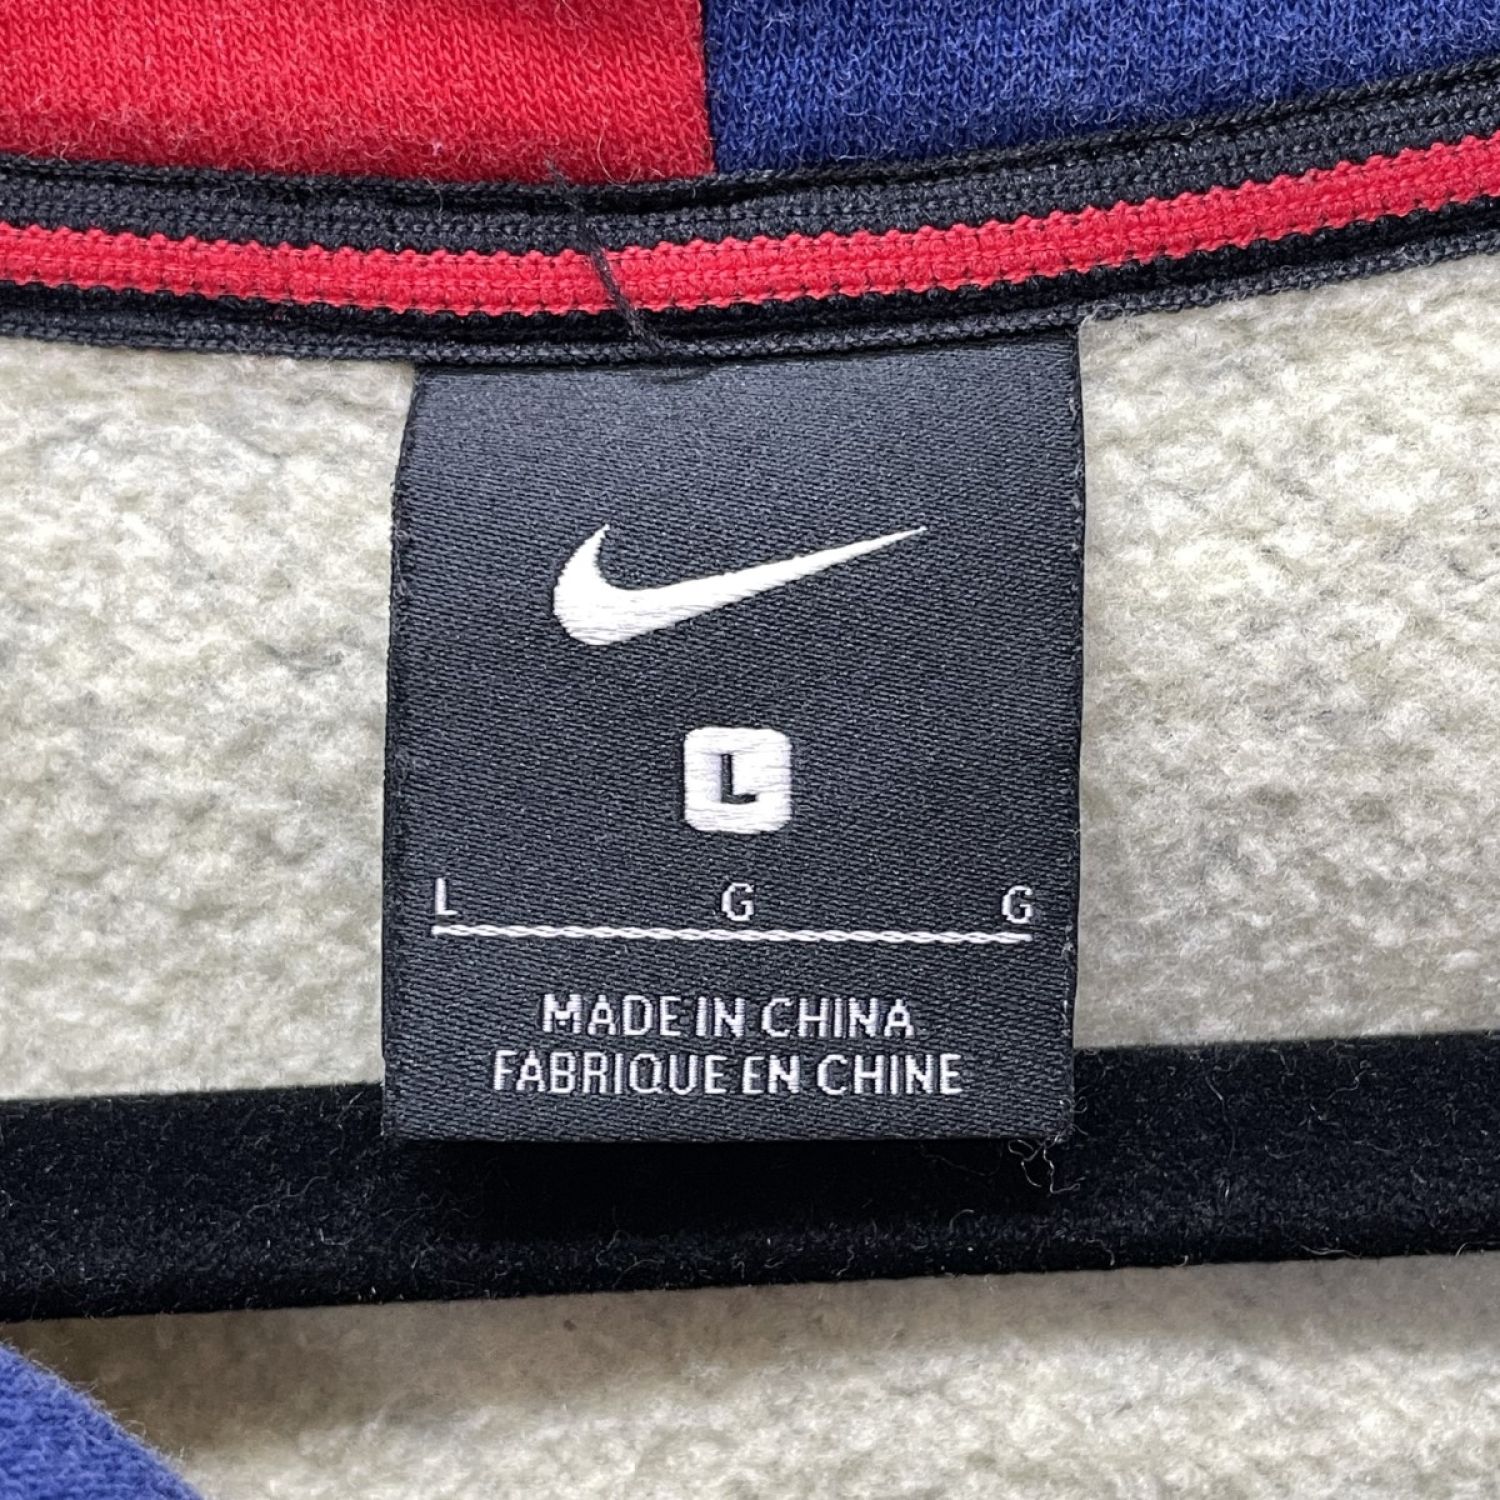 L
L G G
MADE IN CHINA
FABRIQUE EN CHINE